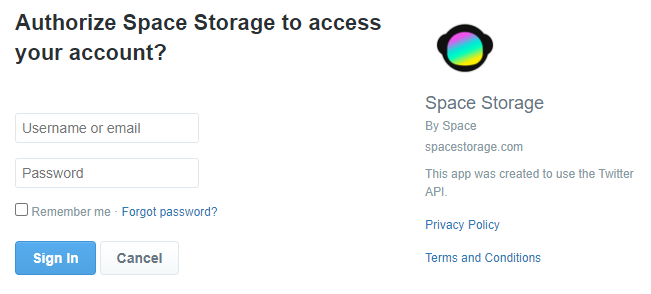 Authorize Space Storage to access
your account?
Username or email
Password
Remember me · Forgot password?
Sign In
Cancel
Space Storage
By Space
spacestorage.com
This app was created to use the Twitter
API.
Privacy Policy
Terms and Conditions